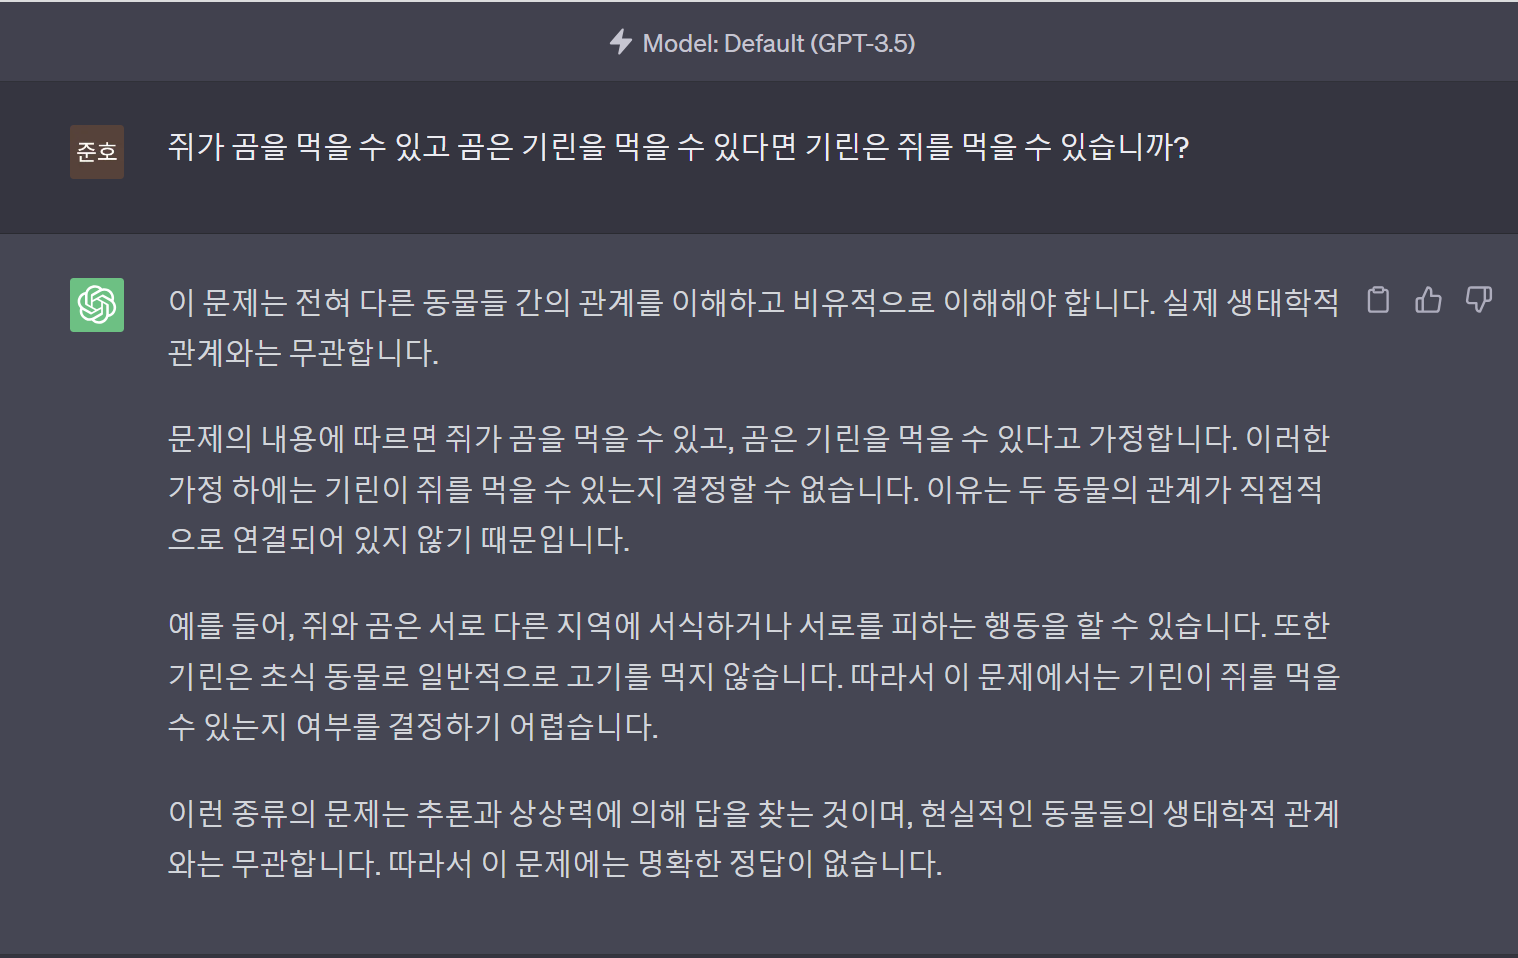 Model: Default (GPT-3.5)
준호
쥐가 곰을 먹을 수 있고 곰은 기린을 먹을 수 있다면 기린은 쥐를 먹을 수 있습니까?
이 문제는 전혀 다른 동물들 간의 관계를 이해하고 비유적으로 이해해야 합니다. 실제 생태학적
관계와는 무관합니다.
문제의 내용에 따르면 쥐가 곰을 먹을 수 있고, 곰은 기린을 먹을 수 있다고 가정합니다. 이러한
가정 하에는 기린이 쥐를 먹을 수 있는지 결정할 수 없습니다. 이유는 두 동물의 관계가 직접적
으로 연결되어 있지 않기 때문입니다.
예를 들어, 쥐와 곰은 서로 다른 지역에 서식하거나 서로를 피하는 행동을 할 수 있습니다. 또한
기린은 초식 동물로 일반적으로 고기를 먹지 않습니다. 따라서 이 문제에서는 기린이 쥐를 먹을
수 있는지 여부를 결정하기 어렵습니다.
이런 종류의 문제는 추론과 상상력에 의해 답을 찾는 것이며, 현실적인 동물들의 생태학적 관계
와는 무관합니다. 따라서 이 문제에는 명확한 정답이 없습니다.